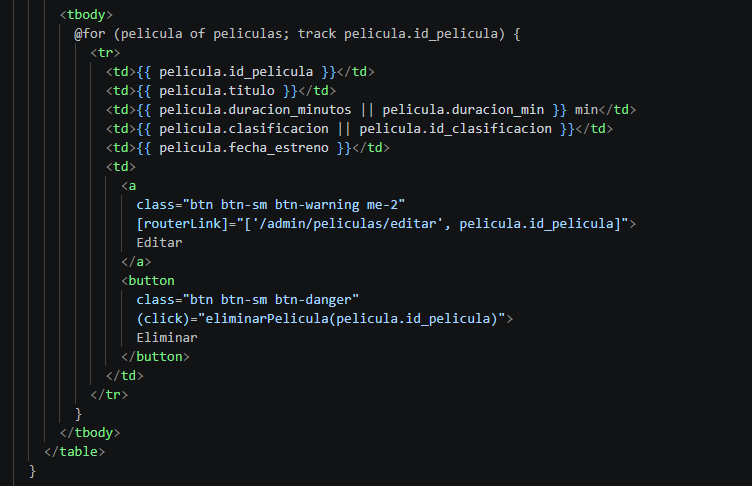 <tbody>
@for (pelicula of peliculas; track pelicula.id_pelicula) {
<tr>
<td>{{ pelicula.id_pelicula }}</td>
<td>{{ pelicula.titulo }}</td>
<td>{{ pelicula.duracion_minutos || pelicula.duracion_min }} min</td>
<td>{{ pelicula.clasificacion || pelicula.id_clasificacion }}</td>
<td>{{ pelicula.fecha_estreno }}</td>
<td>
<a
class="btn btn-sm btn-warning me-2"
[routerLink]="['/admin/peliculas/editar', pelicula.id_pelicula]">
Editar
</a>
<button
class="btn btn-sm btn-danger"
(click)="eliminarPelicula(pelicula.id_pelicula)">
Eliminar
</button>
</td>
</tr>
}
</tbody>
</table>
}